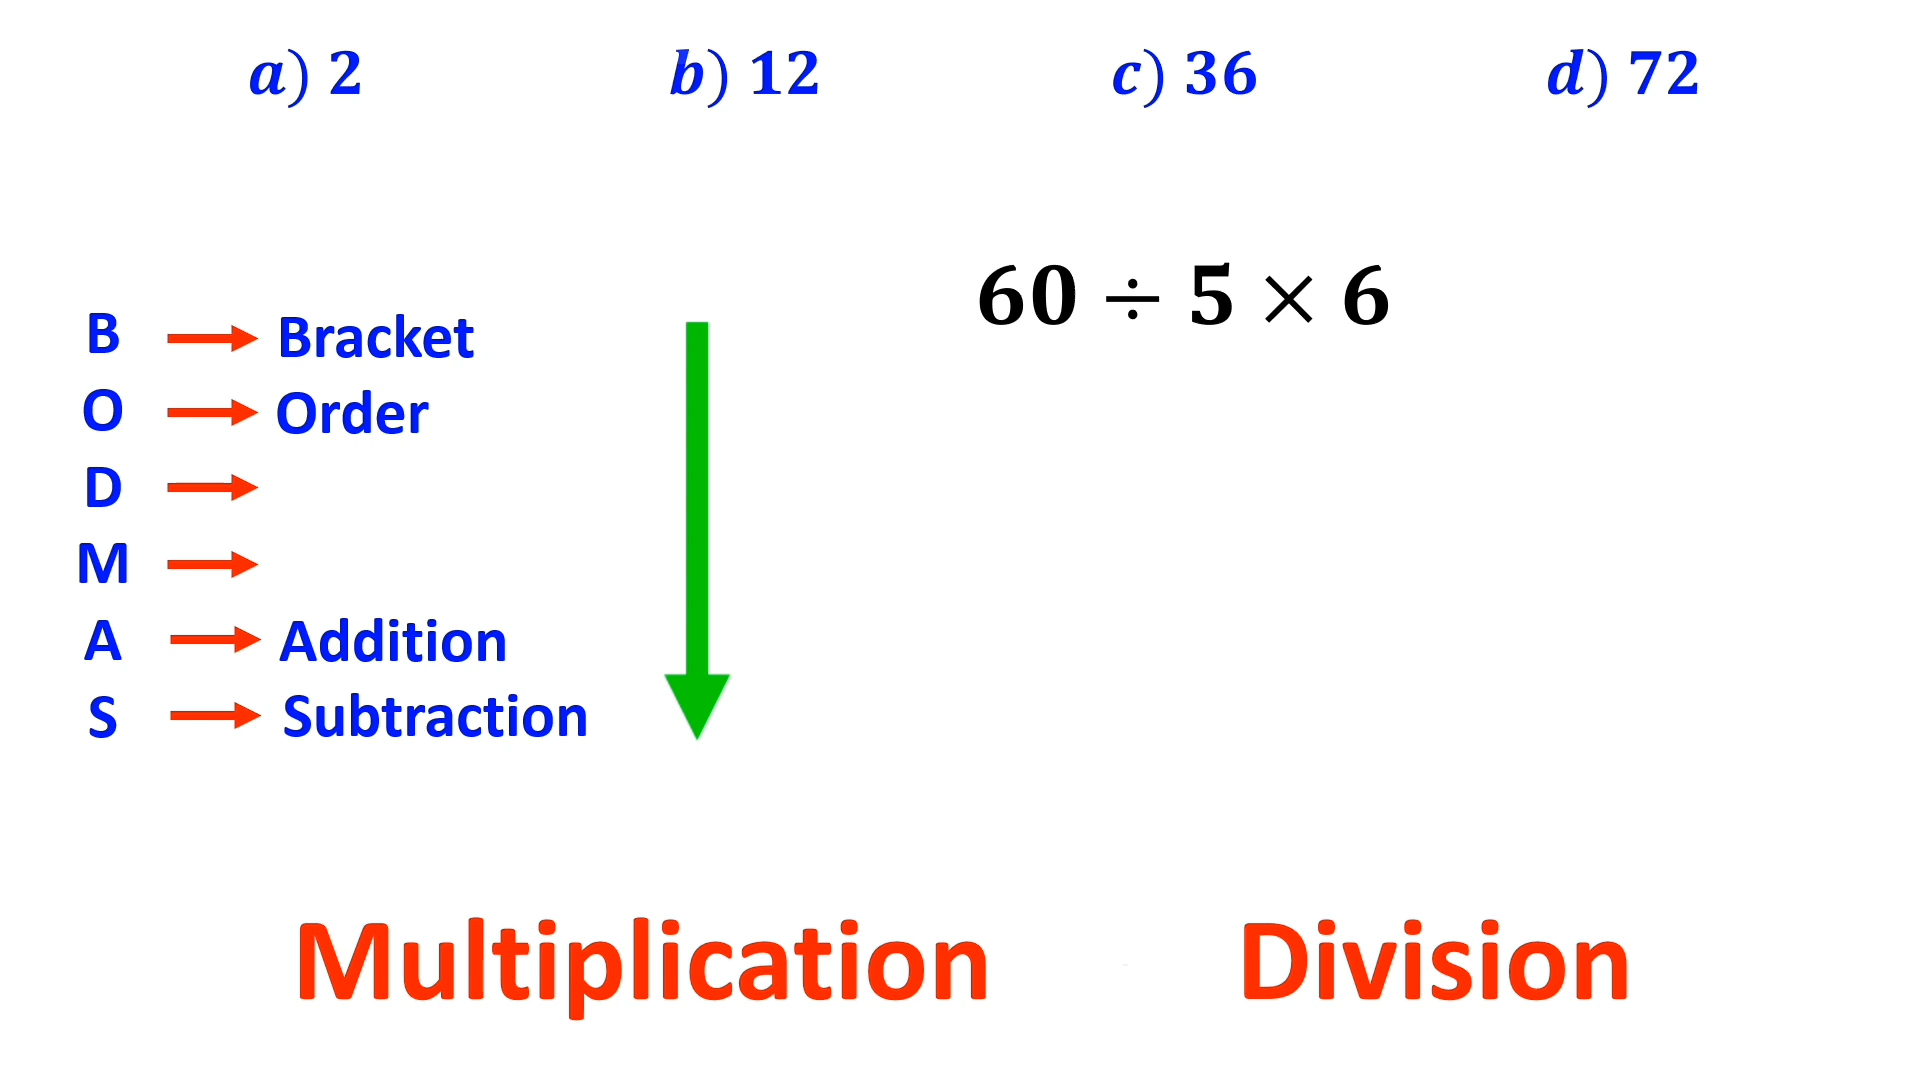 a) 2 b) 12 c) 36 d) 72
60 ÷ 5 × 6
B → Bracket
O → Order
D →
M →
A → Addition
S → Subtraction
Multiplication Division